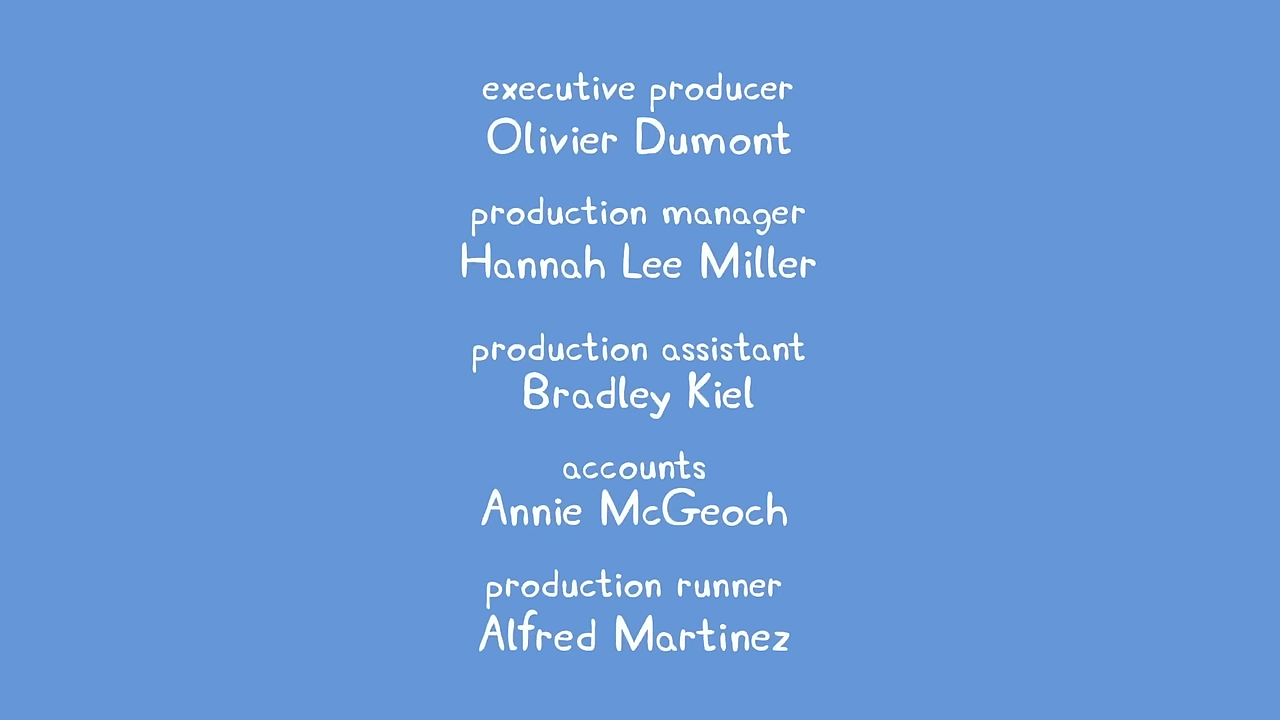 executive producer
Olivier Dumont
production manager
Hannah Lee Miller
production assistant
Bradley Kiel
accounts
Annie McGeoch
production runner
Alfred Martinez